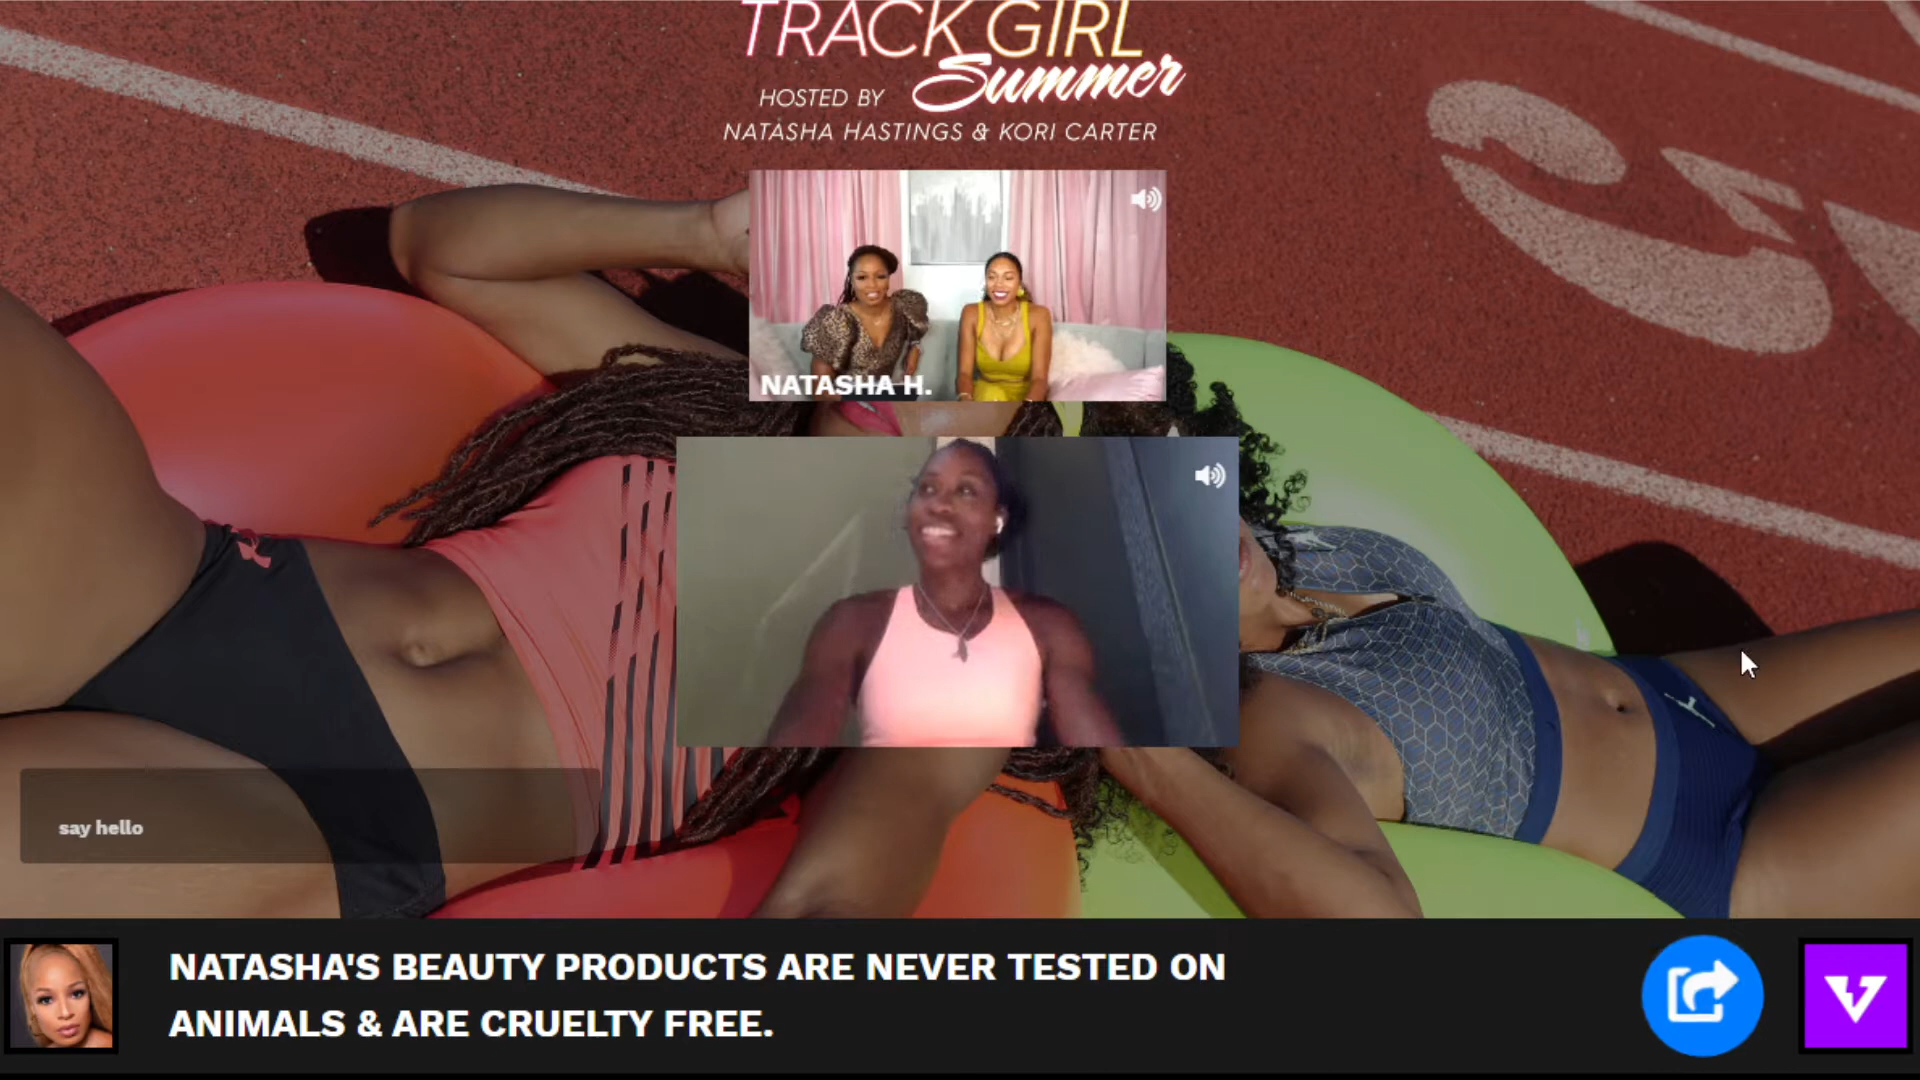 TRACK GIRL
Summer
HOSTED BY
NATASHA HASTINGS & KORI CARTER
NATASHA H.
say hello
NATASHA'S BEAUTY PRODUCTS ARE NEVER TESTED ON
ANIMALS & ARE CRUELTY FREE.